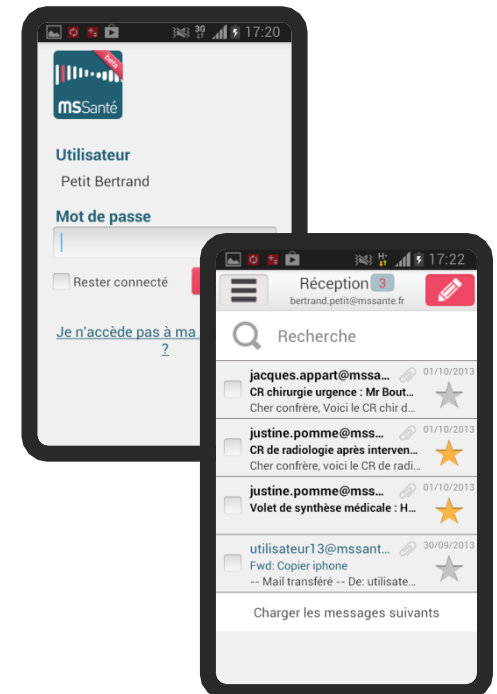 3G 17:20
beta
MSSanté
Utilisateur
Petit Bertrand
Mot de passe
Rester connecté
Je n'accède pas à ma
?
H+ 17:22
Réception 3
bertrand.petit@mssante.fr
Recherche
jacques.appart@mssa... 01/10/2013
CR chirurgie urgence : Mr Bout...
Cher confrère, Voici le CR chir d...
justine.pomme@mss... 01/10/2013
CR de radiologie après interven...
Cher confrère, voici le CR de radi...
justine.pomme@mss... 01/10/2013
Volet de synthèse médicale : H...
utilisateur13@mssant... 30/09/2013
Fwd: Copier iphone
-- Mail transféré -- De: utilisate...
Charger les messages suivants